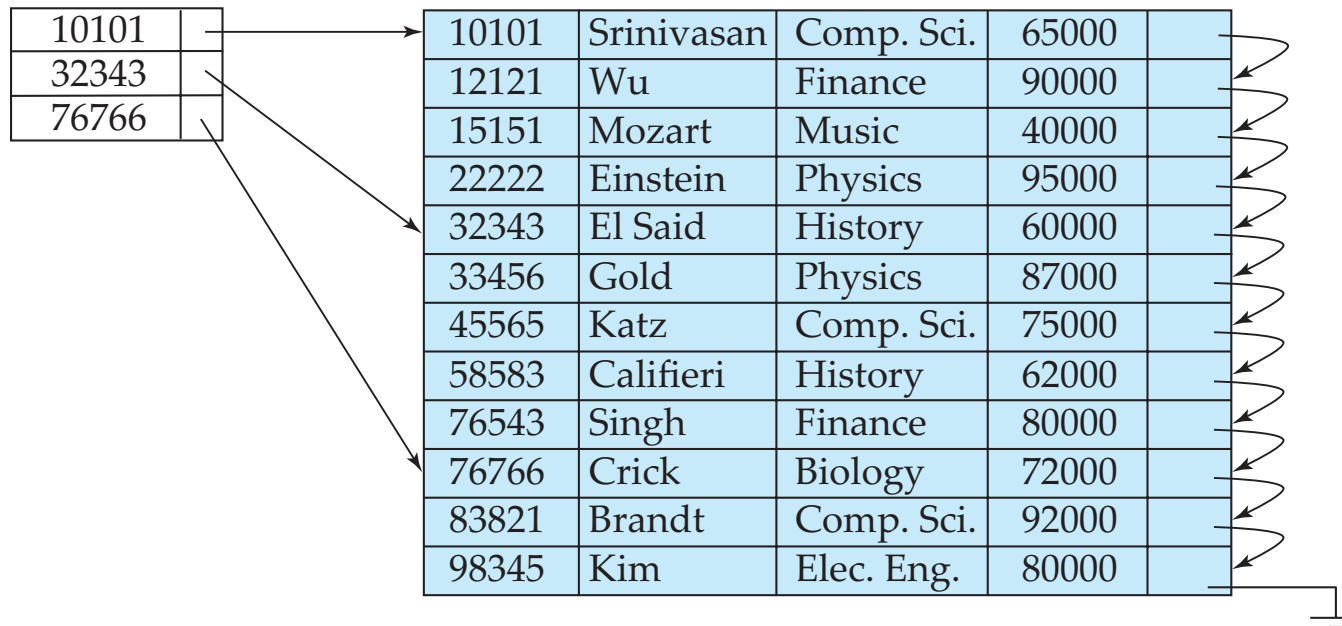 10101
32343
76766
10101 Srinivasan Comp. Sci. 65000
12121 Wu Finance 90000
15151 Mozart Music 40000
22222 Einstein Physics 95000
32343 El Said History 60000
33456 Gold Physics 87000
45565 Katz Comp. Sci. 75000
58583 Califieri History 62000
76543 Singh Finance 80000
76766 Crick Biology 72000
83821 Brandt Comp. Sci. 92000
98345 Kim Elec. Eng. 80000